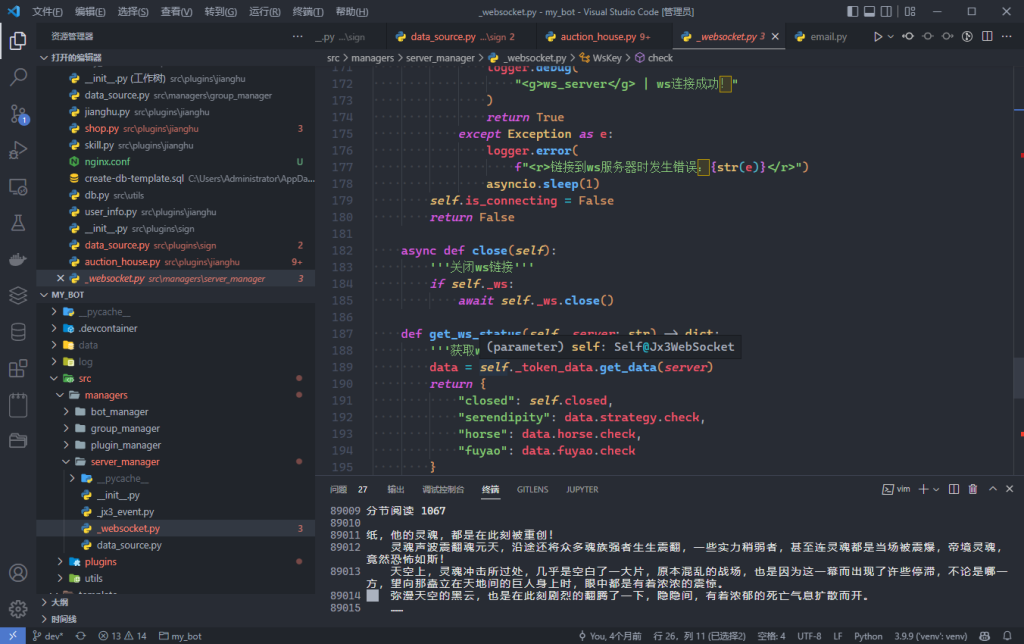 文件(F) 编辑(E) 选择(S) 查看(V) 转到(G) 运行(R) 终端(T) 帮助(H) _websocket.py - my_bot - Visual Studio Code [管理员]
资源管理器 ··· _.py ...\sign data_source.py ...\sign 2 auction_house.py 9+ _websocket.py 3 email.py
打开的编辑器
src > managers > server_manager > _websocket.py > WsKey > check
__init__.py (工作树) src\plugins\jianghu
data_source.py src\managers\group_manager
jianghu.py src\plugins\jianghu
shop.py src\plugins\jianghu 3
skill.py src\plugins\jianghu
nginx.conf U
create-db-template.sql C:\Users\Administrator\AppDa...
db.py src\utils
user_info.py src\plugins\jianghu
__init__.py src\plugins\sign
data_source.py src\plugins\sign 2
auction_house.py src\plugins\jianghu 9+
_websocket.py src\managers\server_manager 3
1
MY_BOT
__pycache__
.devcontainer
data
log
src
managers
bot_manager
group_manager
plugin_manager
server_manager
__pycache__
__init__.py
_jx3_event.py
_websocket.py 3
data_source.py
plugins
utils
大纲
时间线
171 logger.debug(
172 "<g>ws_server</g> | ws连接成功！"
173 )
174 return True
175 except Exception as e:
176 logger.error(
177 f"<r>链接到ws服务器时发生错误：{str(e)}</r>")
178 asyncio.sleep(1)
179 self.is_connecting = False
180 return False
181
182 async def close(self):
183 '''关闭ws链接'''
184 if self._ws:
185 await self._ws.close()
186
187 def get_ws_status(self, server: str) -> dict:
188 '''获取w
(parameter) self: Self@Jx3WebSocket
189 data = self._token_data.get_data(server)
190 return {
191 "closed": self.closed,
192 "serendipity": data.strategy.check,
193 "horse": data.horse.check,
194 "fuyao": data.fuyao.check
195 }
问题 27 输出 调试控制台 终端 GITLENS JUPYTER vim
89009 分节阅读 1067
89010
89011 纸，他的灵魂，都是在此刻被重创！
89012 灵魂声波震翻魂元天，沿途还将众多魂族强者生生震翻，一些实力稍弱者，甚至连灵魂都是当场被震爆，帝境灵魂，
竟然恐怖如斯！
89013 天空上，灵魂冲击所过处，几乎是空白了一大片，原本混乱的战场，也是因为这一幕而出现了许些停滞，不论是哪一
方，望向那矗立在天地间的巨人身上时，眼中都是有着浓浓的震惊。
89014 弥漫天空的黑云，也是在此刻剧烈的翻腾了一下，隐隐间，有着浓郁的死亡气息扩散而开。
89015
dev* 13 14 my_bot You, 4个月前 行 26，列 11 (已选择2) 空格: 4 UTF-8 LF Python 3.9.9 ('venv': venv)